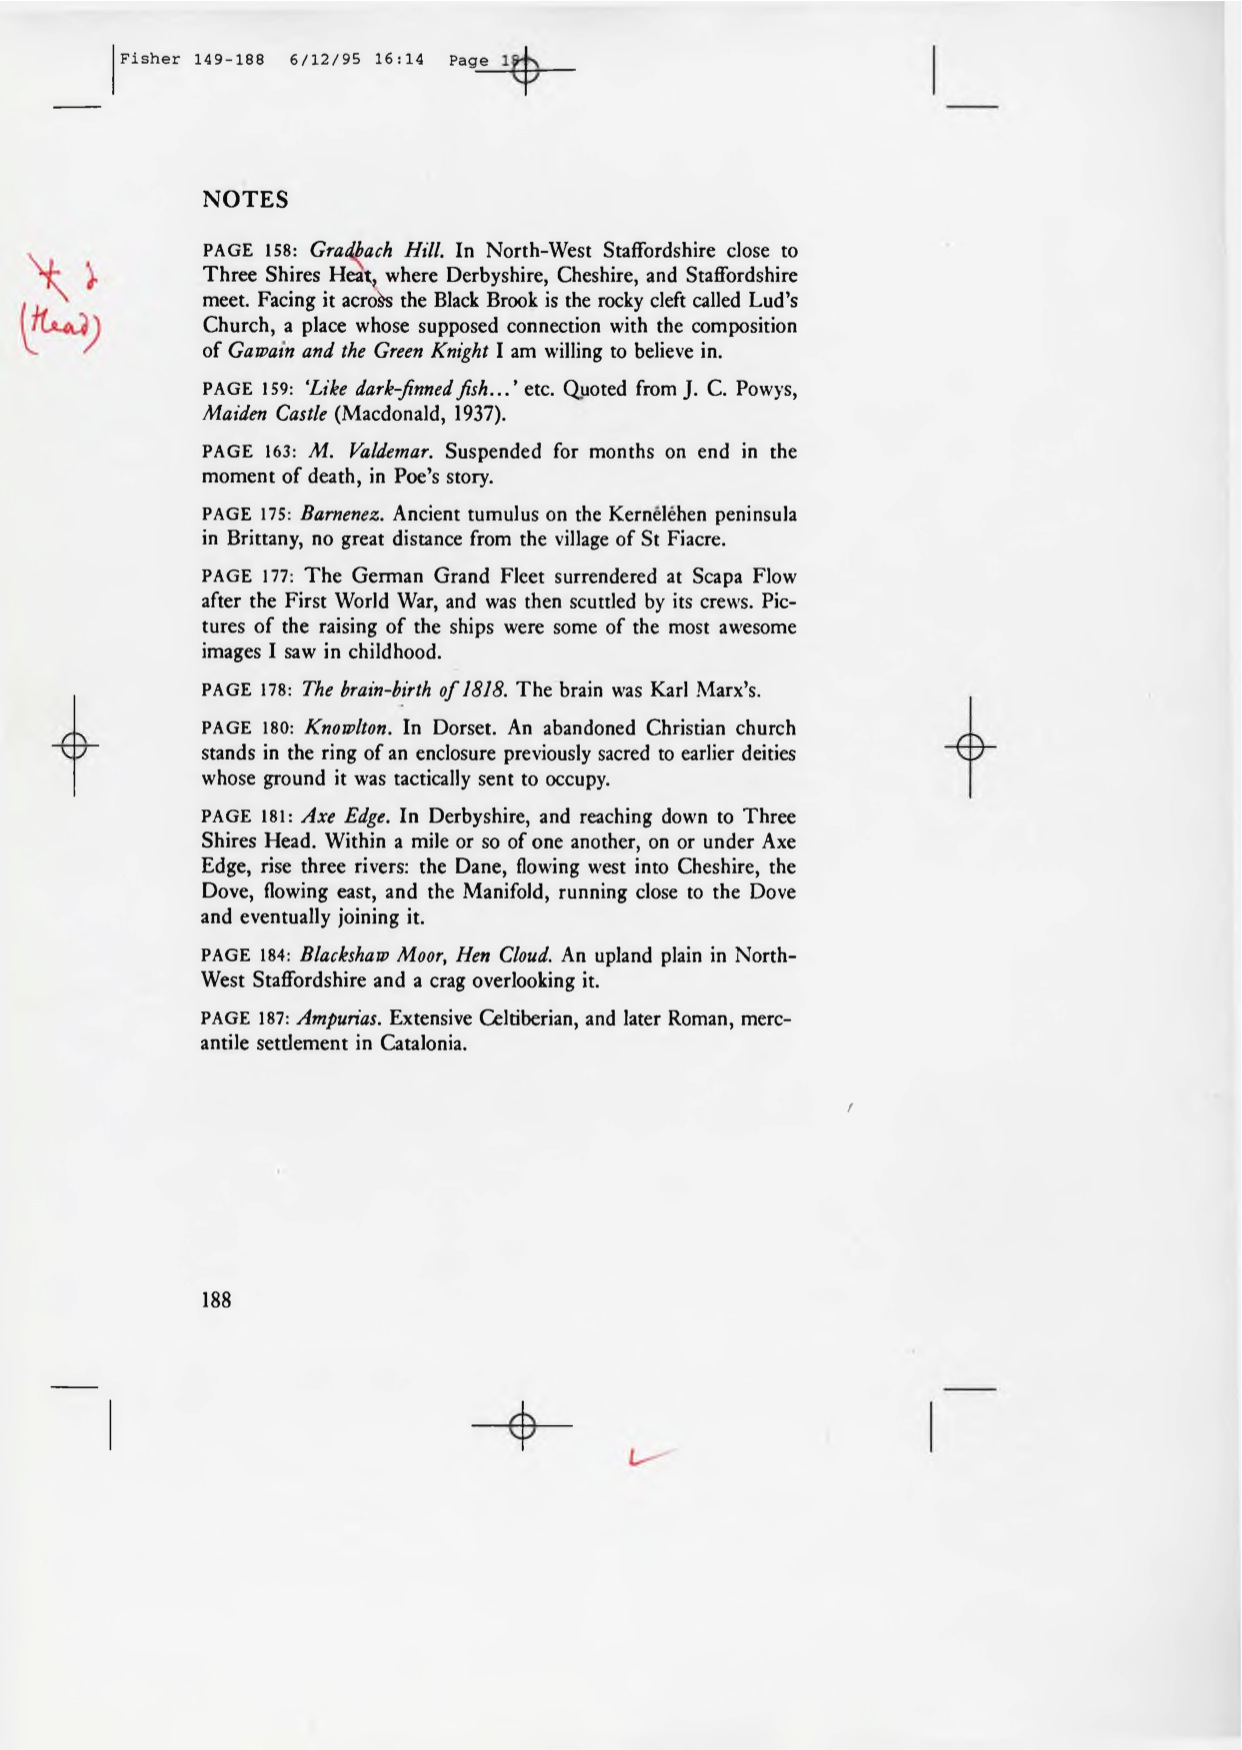 Fisher 149-188 6/12/95 16:14 Page
NOTES
PAGE 158: Gradbach Hill. In North-West Staffordshire close to
Three Shires Heat, where Derbyshire, Cheshire, and Staffordshire
meet. Facing it across the Black Brook is the rocky cleft called Lud's
Church, a place whose supposed connection with the composition
of Gawain and the Green Knight I am willing to believe in.
(Head)
PAGE 159: 'Like dark-finned fish...' etc. Quoted from J. C. Powys,
Maiden Castle (Macdonald, 1937).
PAGE 163: M. Valdemar. Suspended for months on end in the
moment of death, in Poe's story.
PAGE 175: Barnenez. Ancient tumulus on the Kernéléhen peninsula
in Brittany, no great distance from the village of St Fiacre.
PAGE 177: The German Grand Fleet surrendered at Scapa Flow
after the First World War, and was then scuttled by its crews. Pic-
tures of the raising of the ships were some of the most awesome
images I saw in childhood.
PAGE 178: The brain-birth of 1818. The brain was Karl Marx's.
PAGE 180: Knowlton. In Dorset. An abandoned Christian church
stands in the ring of an enclosure previously sacred to earlier deities
whose ground it was tactically sent to occupy.
PAGE 181: Axe Edge. In Derbyshire, and reaching down to Three
Shires Head. Within a mile or so of one another, on or under Axe
Edge, rise three rivers: the Dane, flowing west into Cheshire, the
Dove, flowing east, and the Manifold, running close to the Dove
and eventually joining it.
PAGE 184: Blackshaw Moor, Hen Cloud. An upland plain in North-
West Staffordshire and a crag overlooking it.
PAGE 187: Ampurias. Extensive Celtiberian, and later Roman, merc-
antile settlement in Catalonia.
188